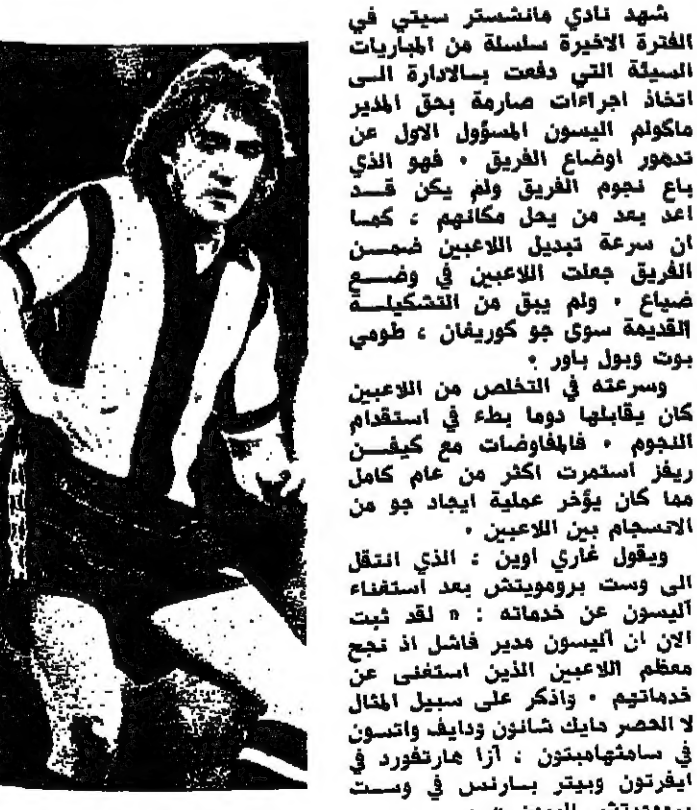 شهد نادي مانشستر سيتي في
الفترة الاخيرة سلسلة من المباريات
السيئة التي دفعت بالادارة الى
اتخاذ اجراءات صارمة بحق المدير
ماكولم اليسون المسؤول الاول عن
تدهور اوضاع الفريق . فهو الذي
باع نجوم الفريق ولم يكن قد
اعد بعد من يحل مكانهم ، كما
ان سرعة تبديل اللاعبين ضمن
الفريق جعلت اللاعبين في وضع
ضياع . ولم يبق من التشكيلة
القديمة سوى جو كوريغان ، طومي
بوت وبول باور .
وسرعته في التخلص من اللاعبين
كان يقابلها دوما بطء في استقدام
النجوم . فالمفاوضات مع كيفن
ريفز استمرت اكثر من عام كامل
مما كان يؤخر عملية ايجاد جو من
الانسجام بين اللاعبين .
ويقول غاري اوين ، الذي انتقل
الى وست بروموينتش بعد استغناء
آليسون عن خدماته : « لقد ثبت
الان ان آليسون مدير فاشل اذ نجح
معظم اللاعبين الذين استغنى عن
خدماتهم . واذكر على سبيل المثال
لا الحصر مايك شانون ودايف واتسون
في سامثهامبتون ، آزا هارتفورد في
ايفرتون وبيتر بارنس في وست